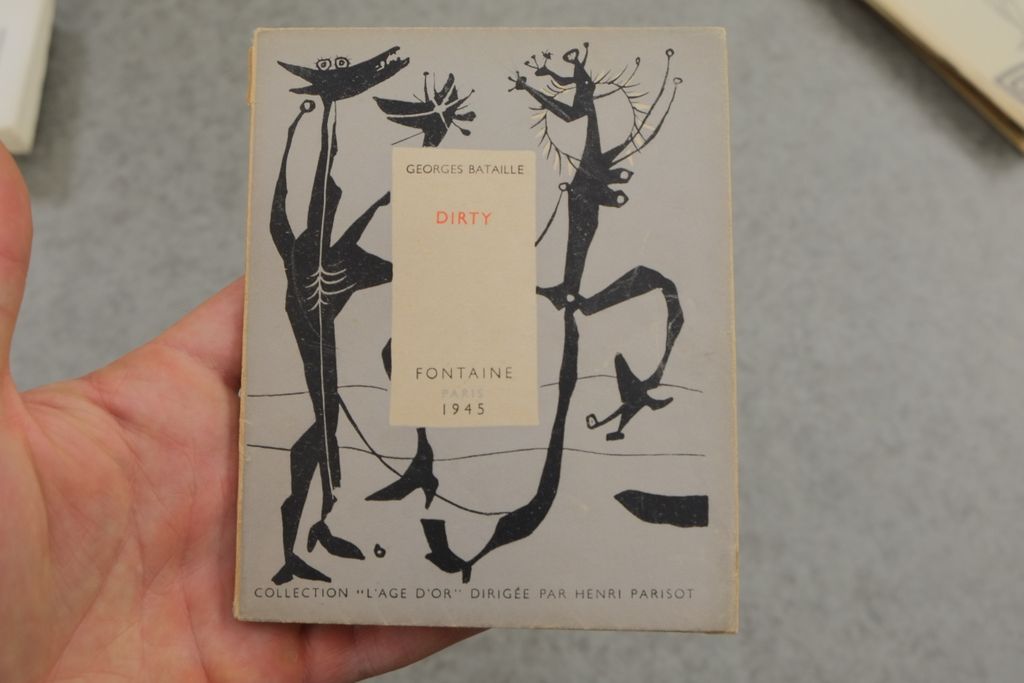 GEORGES BATAILLE
DIRTY
FONTAINE
PARIS
1945
COLLECTION "L'AGE D'OR" DIRIGÉE PAR HENRI PARISOT